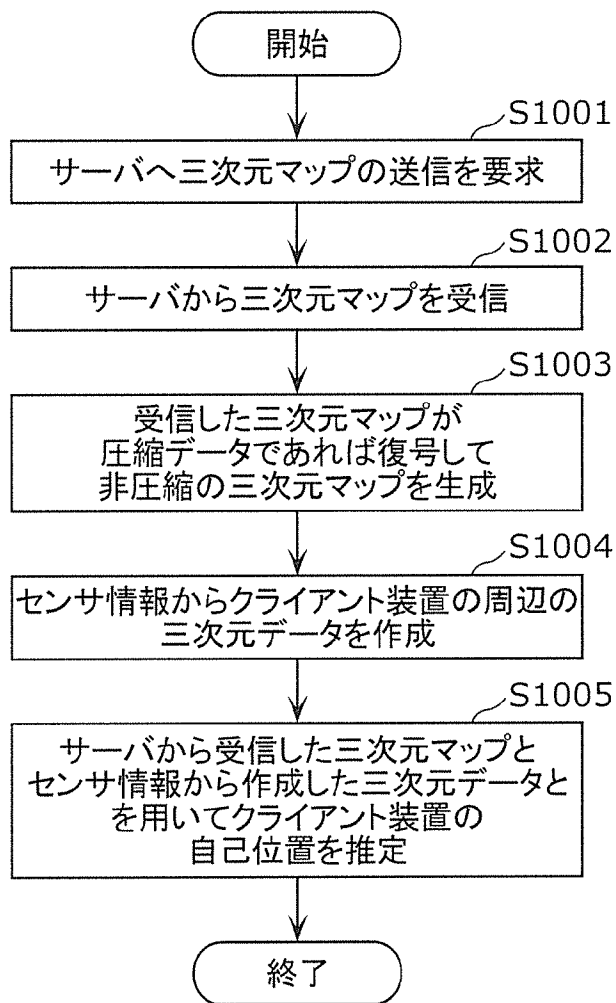 開始
S1001
サーバへ三次元マップの送信を要求
S1002
サーバから三次元マップを受信
S1003
受信した三次元マップが
圧縮データであれば復号して
非圧縮の三次元マップを生成
S1004
センサ情報からクライアント装置の周辺の
三次元データを作成
S1005
サーバから受信した三次元マップと
センサ情報から作成した三次元データと
を用いてクライアント装置の
自己位置を推定
終了